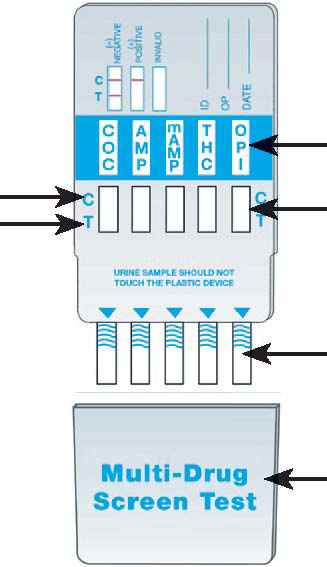 (-)
NEGATIVE
(+)
POSITIVE
INVALID
C
T
ID
OP
DATE
COC
AMP
mAMP
THC
OPI
C
T
C
T
URINE SAMPLE SHOULD NOT
TOUCH THE PLASTIC DEVICE
Multi-Drug
Screen Test